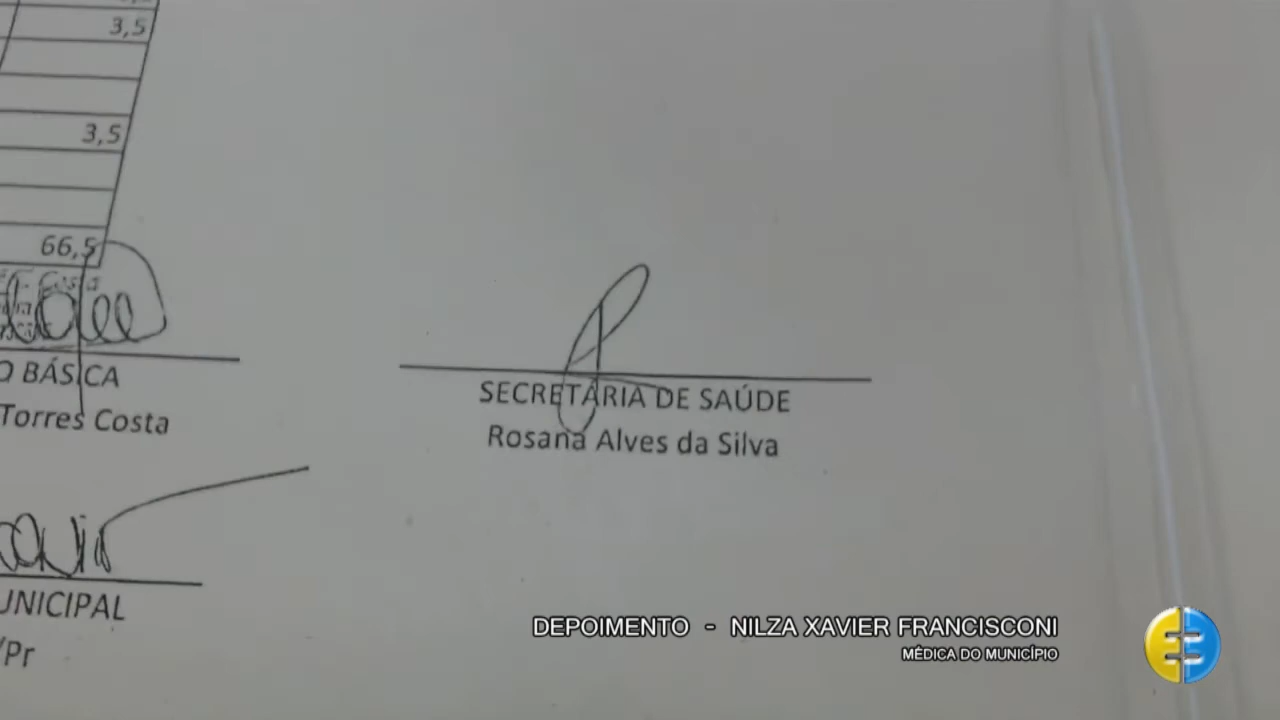 3,5
3,5
66,5
SECRETÁRIA DE SAÚDE
Rosana Alves da Silva
BÁSICA
Torres Costa
UNICIPAL
/Pr
DEPOIMENTO - NILZA XAVIER FRANCISCONI
MÉDICA DO MUNICÍPIO